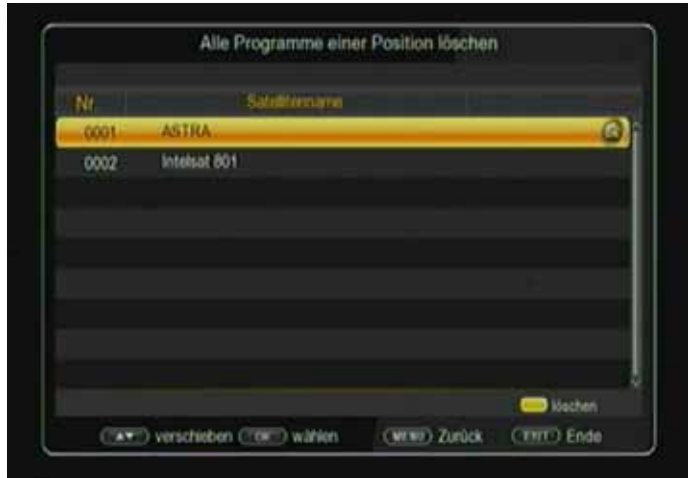 Alle Programme einer Position löschen
Nr. Satellitenname
0001 ASTRA
0002 Intelsat 801
löschen
▲▼ verschieben OK wählen MENU Zurück EXIT Ende